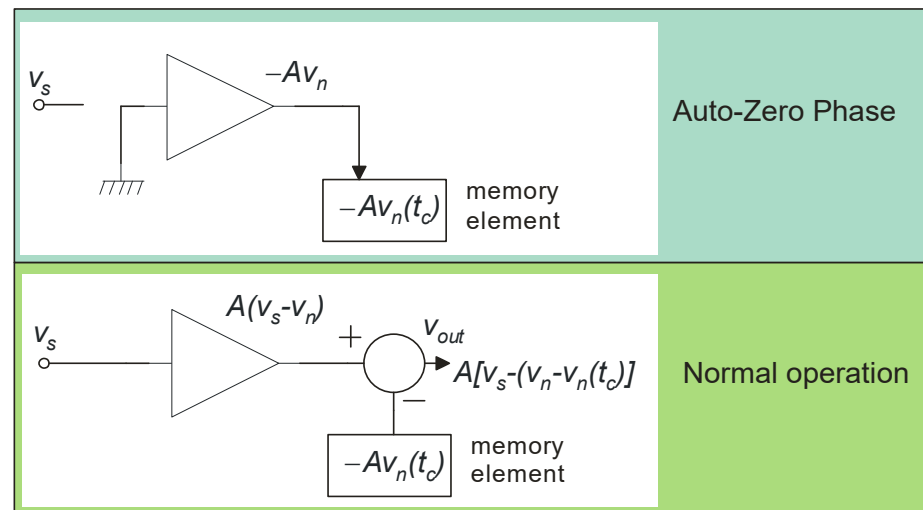 v_s
−Av_n
Auto-Zero Phase
−Av_n(t_c)
memory
element
A(v_s-v_n)
v_s
+
v_out
A[v_s-(v_n-v_n(t_c)]
−
Normal operation
−Av_n(t_c)
memory
element